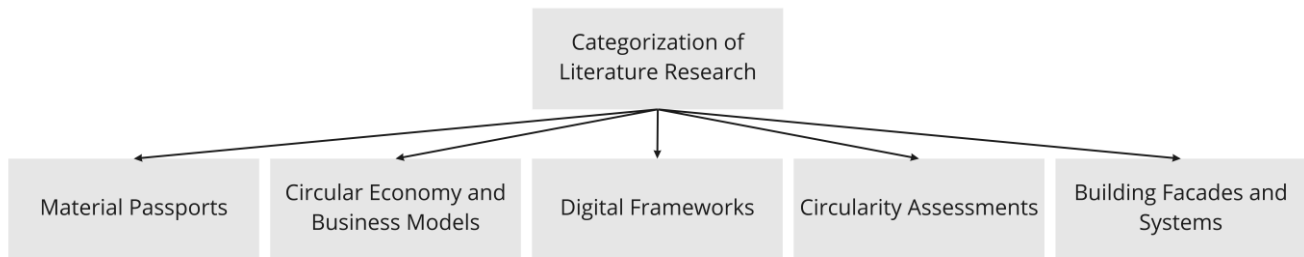 Categorization of
Literature Research
Material Passports
Circular Economy and
Business Models
Digital Frameworks
Circularity Assessments
Building Facades and
Systems